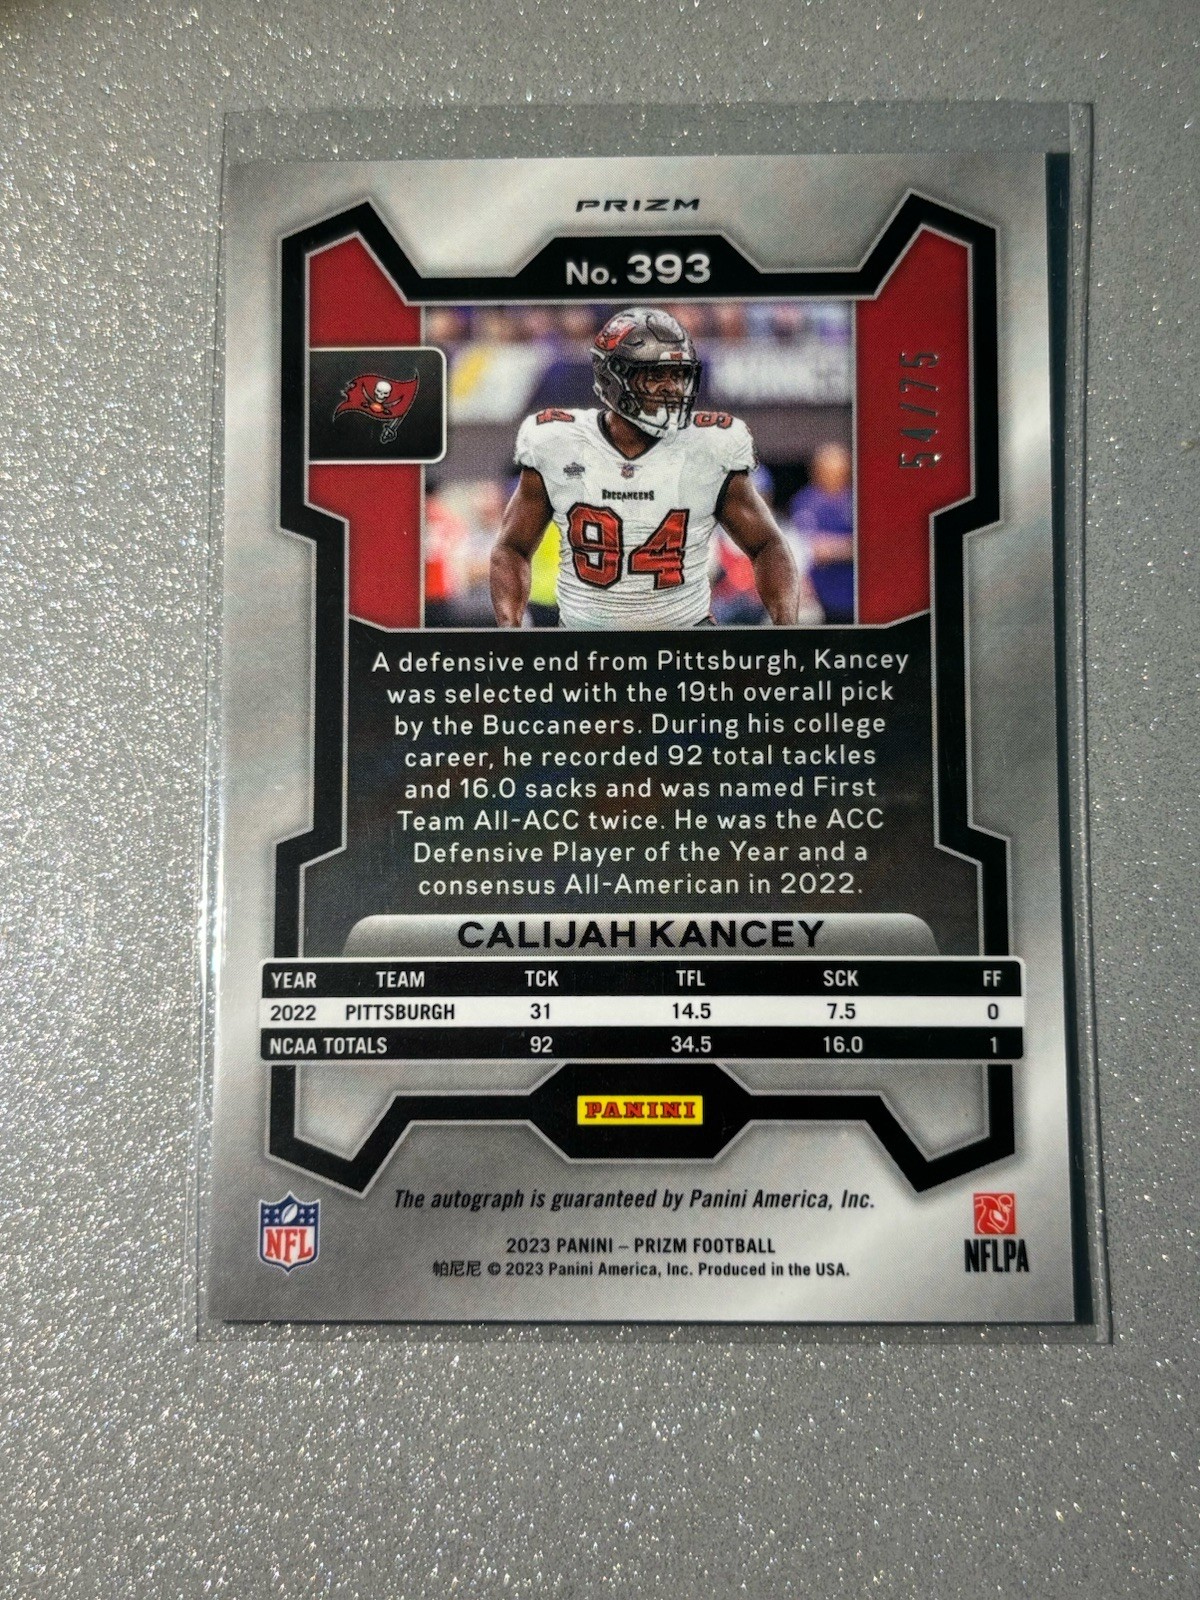 PRIZM
No. 393
54/75
94
BUCCANEERS
94
A defensive end from Pittsburgh, Kancey
was selected with the 19th overall pick
by the Buccaneers. During his college
career, he recorded 92 total tackles
and 16.0 sacks and was named First
Team All-ACC twice. He was the ACC
Defensive Player of the Year and a
consensus All-American in 2022.
CALIJAH KANCEY
YEAR TEAM TCK TFL SCK FF
2022 PITTSBURGH 31 14.5 7.5 0
NCAA TOTALS 92 34.5 16.0 1
PANINI
The autograph is guaranteed by Panini America, Inc.
NFL
NFLPA
2023 PANINI – PRIZM FOOTBALL
帕尼尼 © 2023 Panini America, Inc. Produced in the USA.